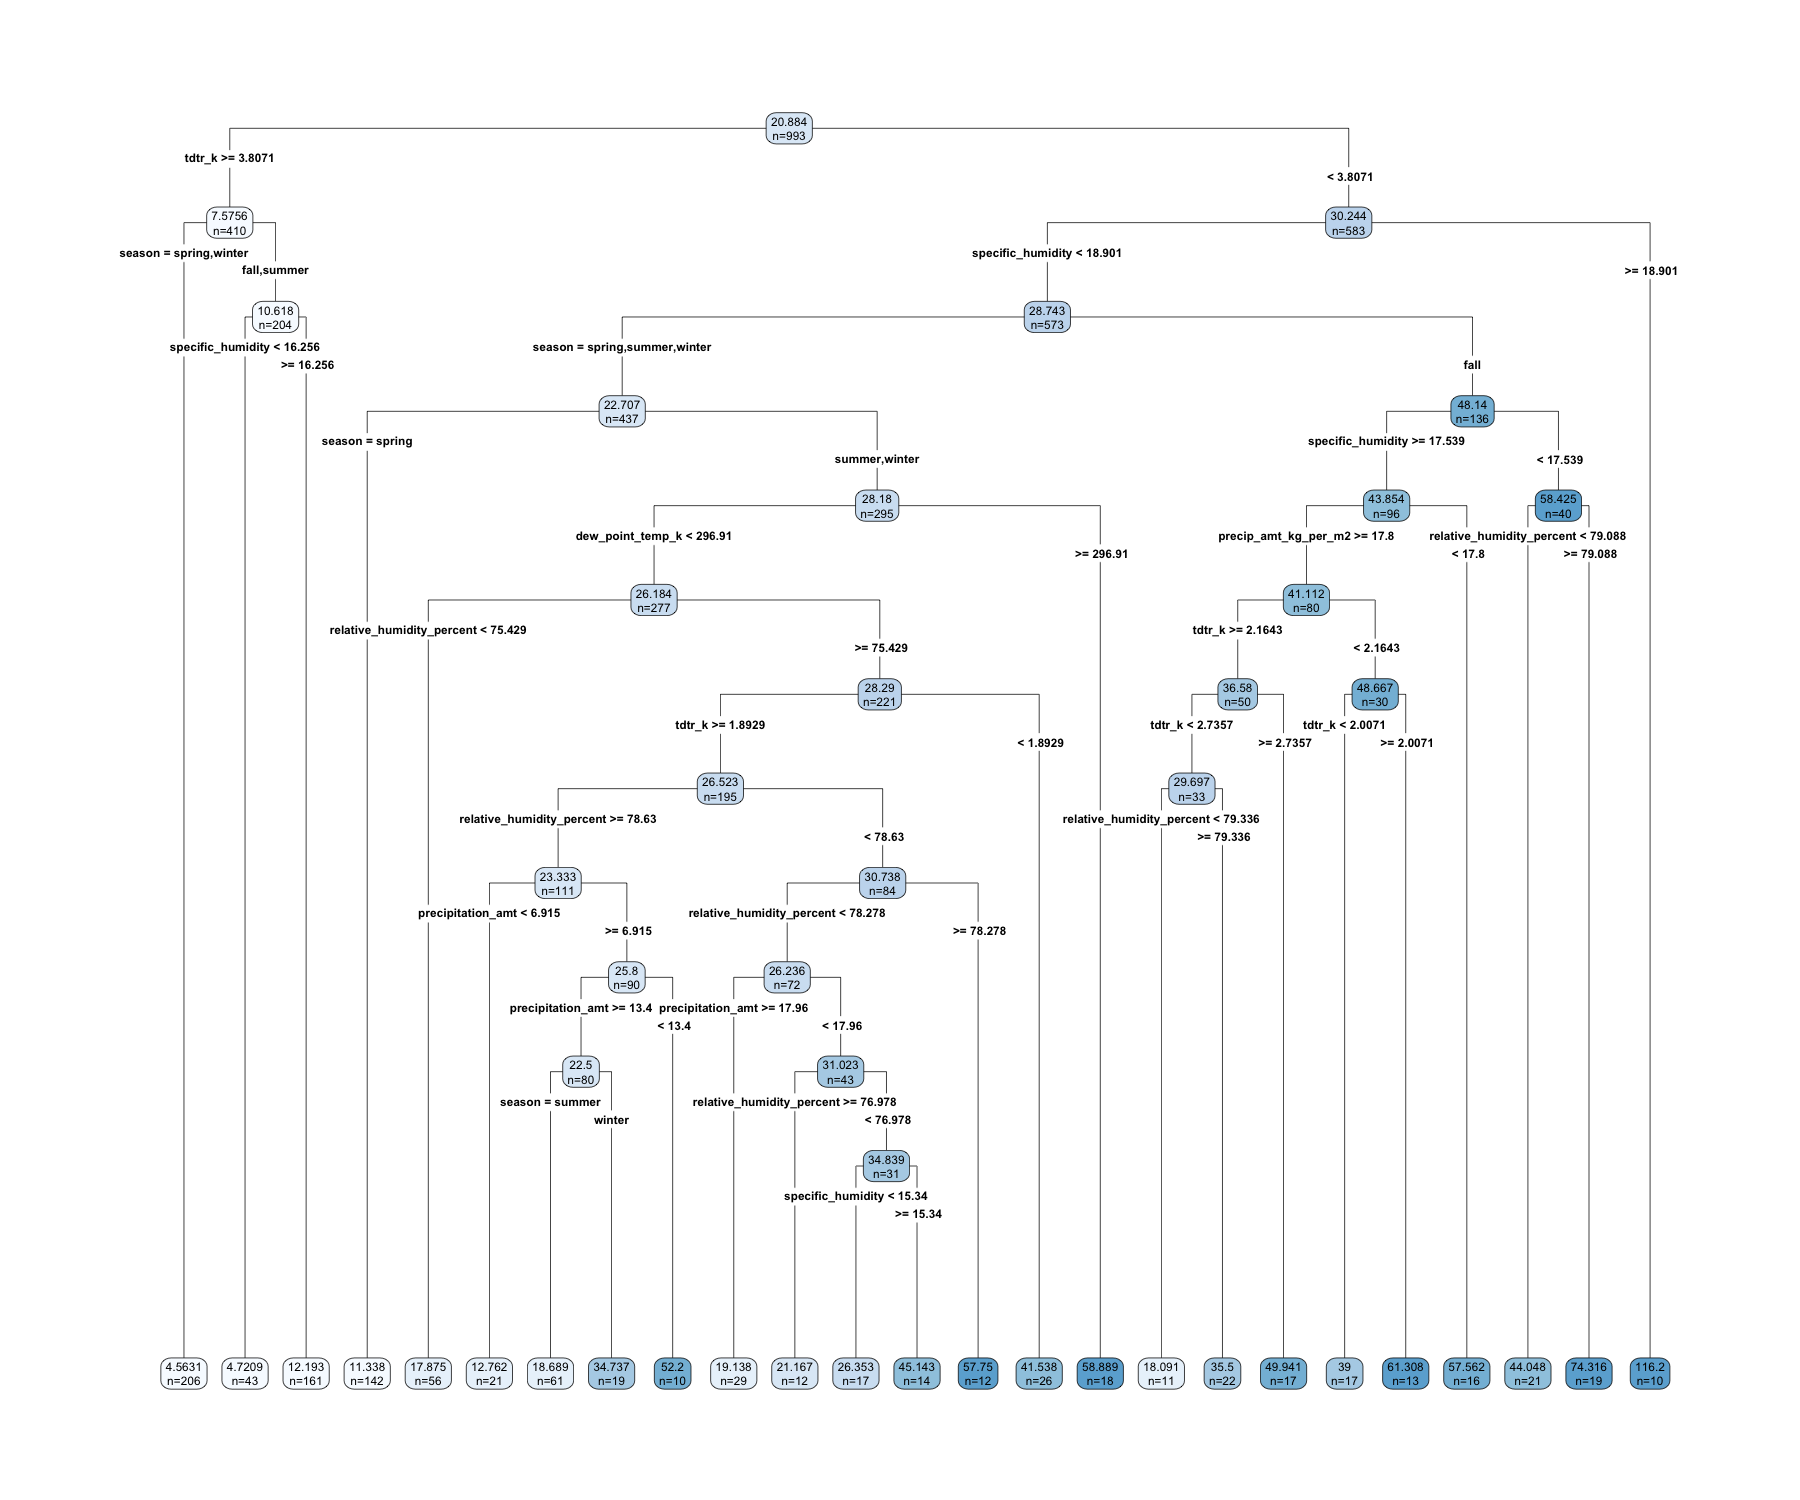 20.884
n=993
tdtr_k >= 3.8071
< 3.8071
7.5756
n=410
30.244
n=583
season = spring,winter
fall,summer
specific_humidity < 18.901
>= 18.901
10.618
n=204
28.743
n=573
specific_humidity < 16.256
>= 16.256
season = spring,summer,winter
fall
22.707
n=437
48.14
n=136
season = spring
summer,winter
specific_humidity >= 17.539
< 17.539
28.18
n=295
43.854
n=96
58.425
n=40
dew_point_temp_k < 296.91
>= 296.91
precip_amt_kg_per_m2 >= 17.8
< 17.8
relative_humidity_percent < 79.088
>= 79.088
26.184
n=277
41.112
n=80
relative_humidity_percent < 75.429
>= 75.429
tdtr_k >= 2.1643
< 2.1643
28.29
n=221
36.58
n=50
48.667
n=30
tdtr_k >= 1.8929
< 1.8929
tdtr_k < 2.7357
>= 2.7357
tdtr_k < 2.0071
>= 2.0071
26.523
n=195
29.697
n=33
relative_humidity_percent >= 78.63
< 78.63
relative_humidity_percent < 79.336
>= 79.336
23.333
n=111
30.738
n=84
precipitation_amt < 6.915
>= 6.915
relative_humidity_percent < 78.278
>= 78.278
25.8
n=90
26.236
n=72
precipitation_amt >= 13.4
< 13.4
precipitation_amt >= 17.96
< 17.96
22.5
n=80
31.023
n=43
season = summer
winter
relative_humidity_percent >= 76.978
< 76.978
34.839
n=31
specific_humidity < 15.34
>= 15.34
4.5631
n=206
4.7209
n=43
12.193
n=161
11.338
n=142
17.875
n=56
12.762
n=21
18.689
n=61
34.737
n=19
52.2
n=10
19.138
n=29
21.167
n=12
26.353
n=17
45.143
n=14
57.75
n=12
41.538
n=26
58.889
n=18
18.091
n=11
35.5
n=22
49.941
n=17
39
n=17
61.308
n=13
57.562
n=16
44.048
n=21
74.316
n=19
116.2
n=10